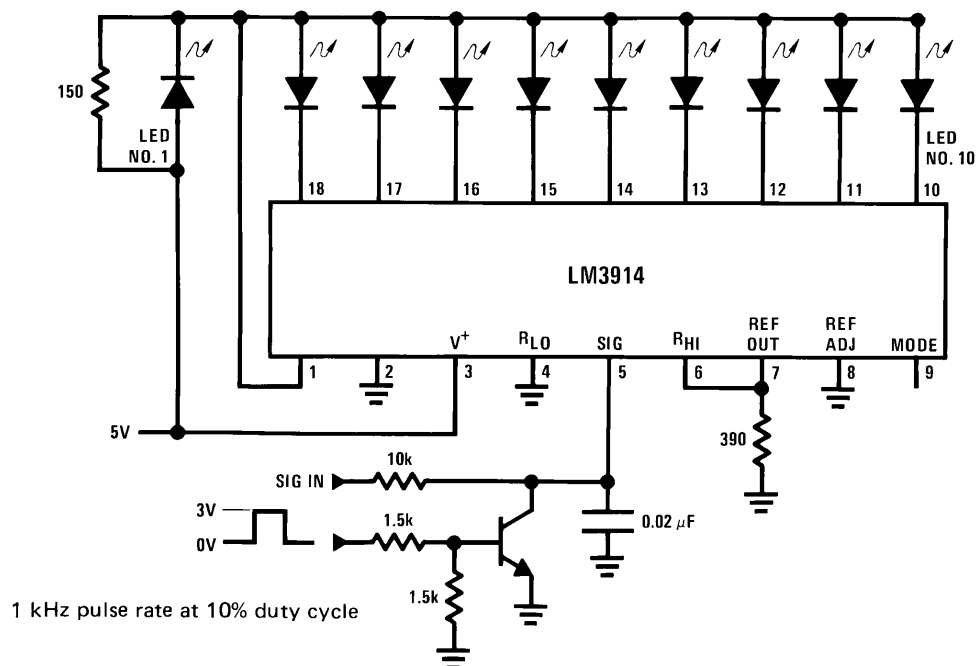 150
LED
NO. 1
LED
NO. 10
18 17 16 15 14 13 12 11 10
LM3914
V+ RLO SIG RHI REF OUT REF ADJ MODE
1 2 3 4 5 6 7 8 9
5V
390
10k
SIG IN
3V
0V
1.5k
0.02 μF
1.5k
1 kHz pulse rate at 10% duty cycle